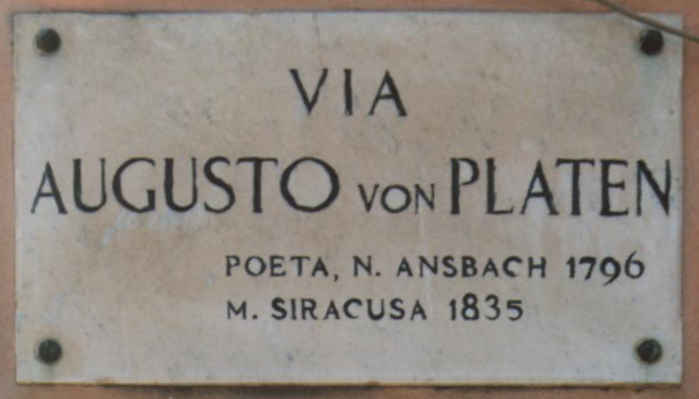 VIA
AUGUSTO VON PLATEN
POETA, N. ANSBACH 1796
M. SIRACUSA 1835